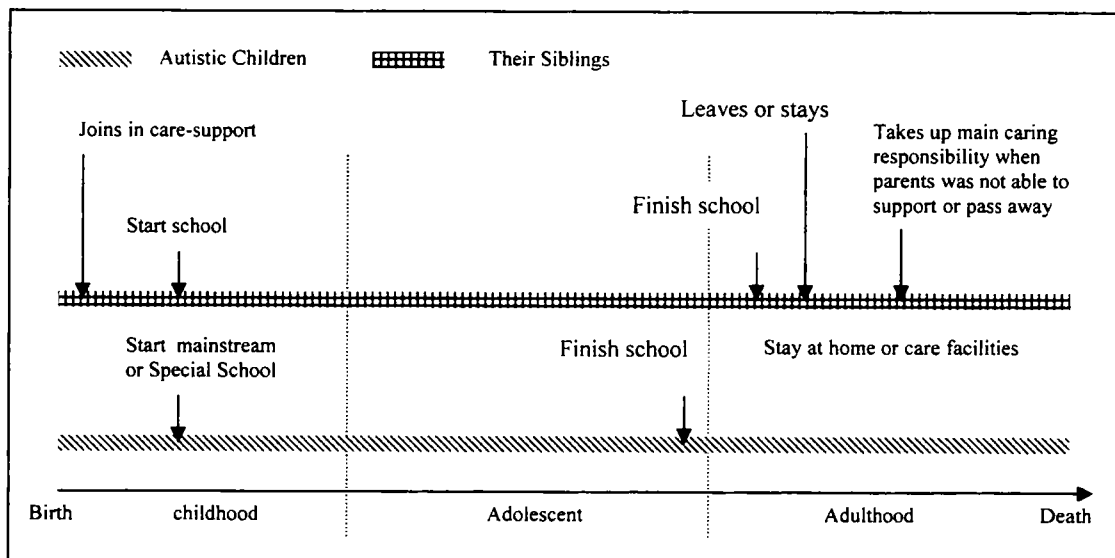 Autistic Children
Their Siblings
Joins in care-support
Leaves or stays
Takes up main caring
responsibility when
parents was not able to
support or pass away
Start school
Finish school
Start mainstream
or Special School
Finish school
Stay at home or care facilities
Birth
childhood
Adolescent
Adulthood
Death